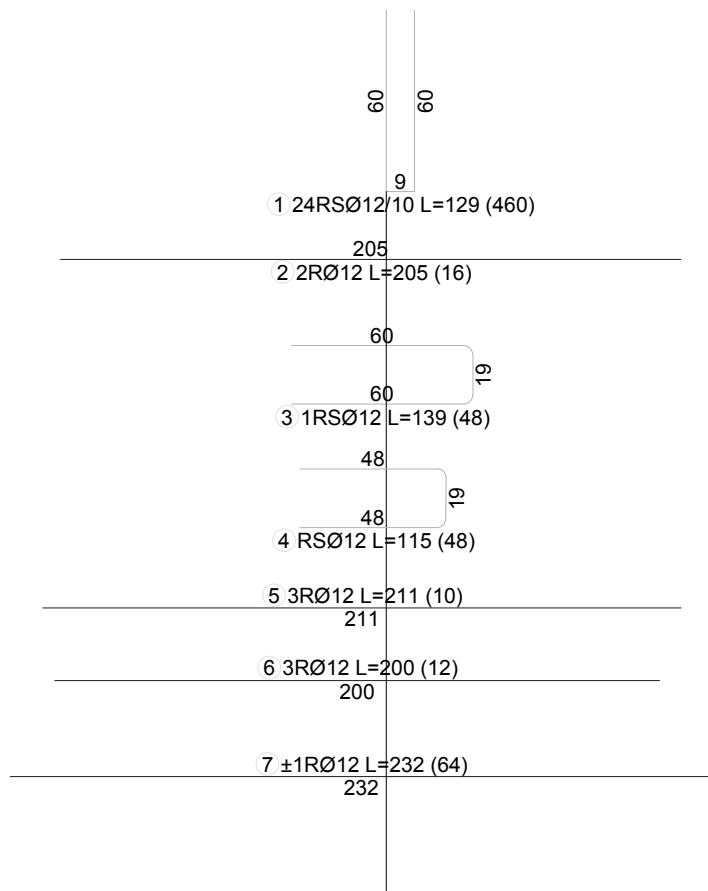 60
60
9
1 24RSØ12/10 L=129 (460)
205
2 2RØ12 L=205 (16)
60
19
60
3 1RSØ12 L=139 (48)
48
19
48
4 RSØ12 L=115 (48)
5 3RØ12 L=211 (10)
211
6 3RØ12 L=200 (12)
200
7 ±1RØ12 L=232 (64)
232